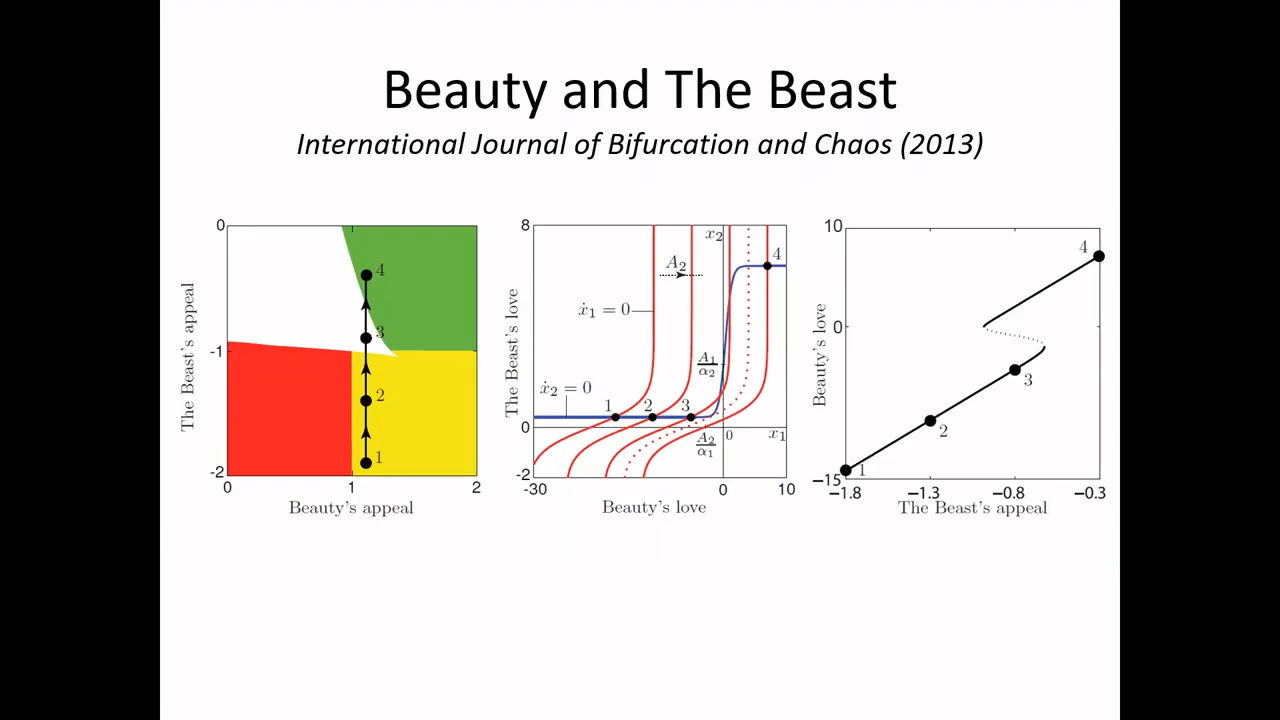 Beauty and The Beast
International Journal of Bifurcation and Chaos (2013)
0
-1
-2
The Beast's appeal
4
3
2
1
0
1
2
Beauty's appeal
8
0
-2
The Beast's love
x₂
A₂
ẋ₁ = 0
ẋ₂ = 0
A₁
α₂
4
1
2
3
A₂
α₁
0
x₁
-30
0
10
Beauty's love
10
0
−15
Beauty's love
4
3
2
1
−1.8
−1.3
−0.8
−0.3
The Beast's appeal